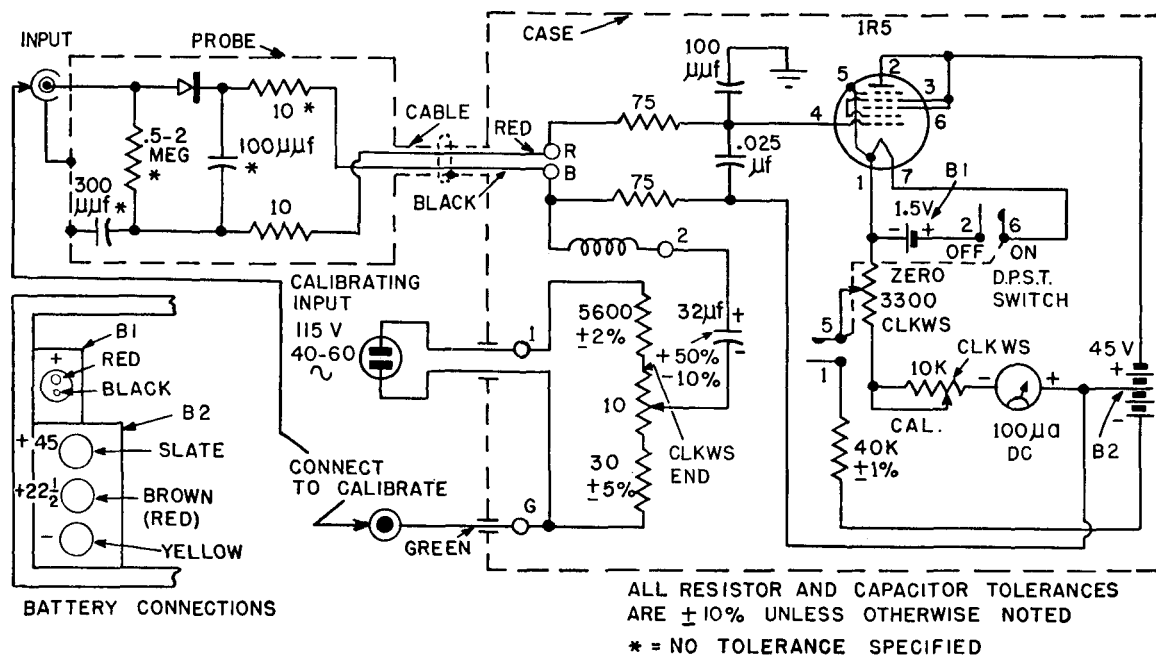 INPUT
PROBE
CASE
1R5
10 *
.5-2
MEG
*
100μμf
*
300
μμf *
10
CABLE
RED
BLACK
+
R
B
75
75
100
μμf
.025
μf
5
2
3
6
4
1
7
B1
1.5V
- +
2
6
OFF
ON
D.P.S.T.
SWITCH
ZERO
3300
CLKWS
5
1
10K
CLKWS
CAL.
- +
100μa
DC
45 V
+
-
B2
40K
±1%
2
CALIBRATING
INPUT
115 V
40-60
~
1
5600
±2%
32μf
+
-
+50%
-10%
10
CLKWS
END
30
±5%
G
GREEN
CONNECT
TO CALIBRATE
B1
+
RED
BLACK
B2
+45
SLATE
+22½
BROWN
(RED)
-
YELLOW
BATTERY CONNECTIONS
ALL RESISTOR AND CAPACITOR TOLERANCES
ARE ±10% UNLESS OTHERWISE NOTED
* = NO TOLERANCE SPECIFIED